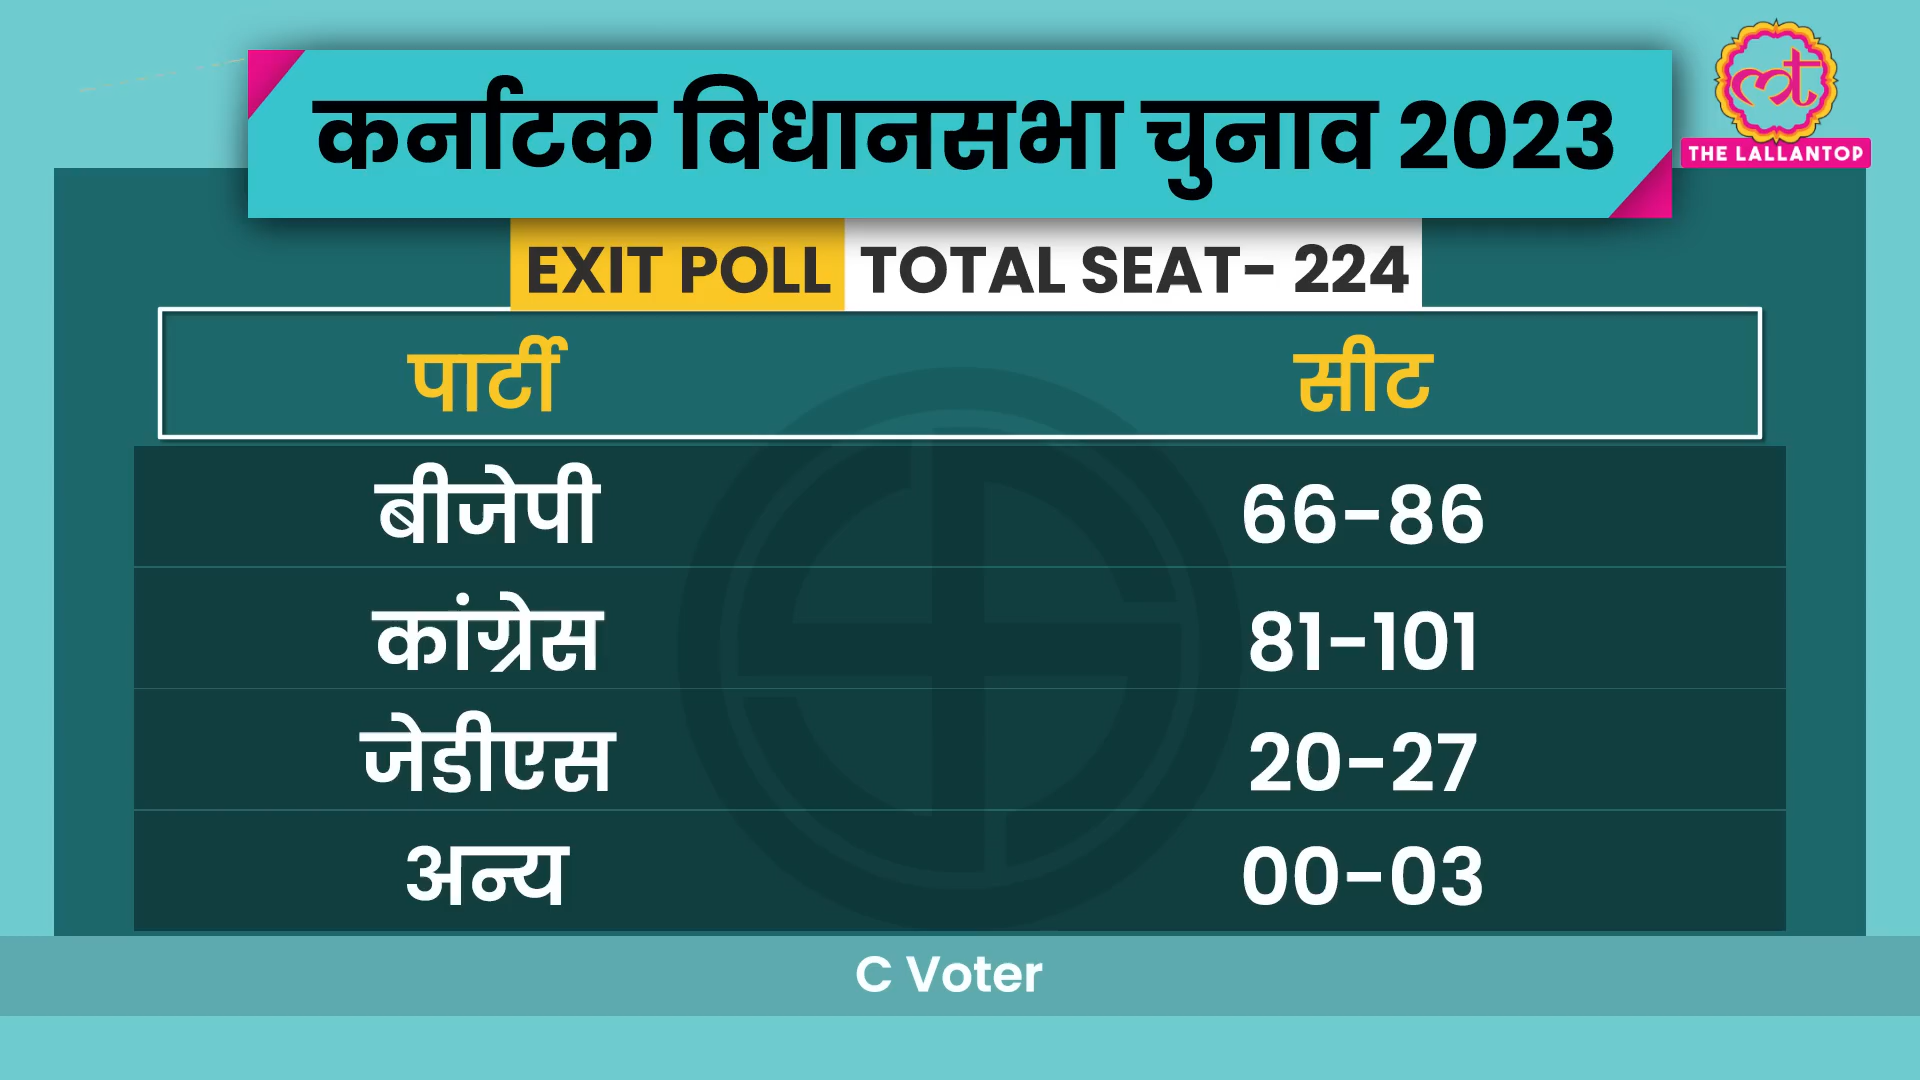 कर्नाटक विधानसभा चुनाव 2023
THE LALLANTOP
EXIT POLL TOTAL SEAT- 224
पार्टी सीट
बीजेपी 66-86
कांग्रेस 81-101
जेडीएस 20-27
अन्य 00-03
C Voter